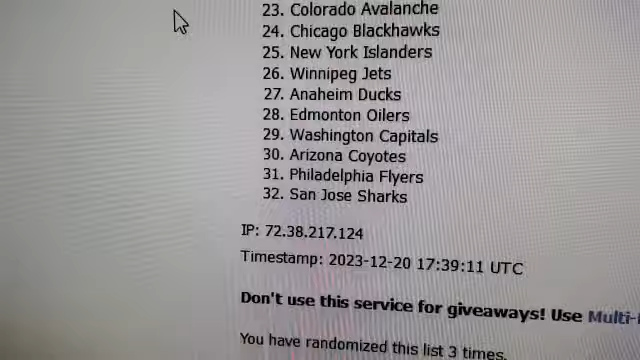 23. Colorado Avalanche
24. Chicago Blackhawks
25. New York Islanders
26. Winnipeg Jets
27. Anaheim Ducks
28. Edmonton Oilers
29. Washington Capitals
30. Arizona Coyotes
31. Philadelphia Flyers
32. San Jose Sharks
IP: 72.38.217.124
Timestamp: 2023-12-20 17:39:11 UTC
Don't use this service for giveaways! Use Multi-
You have randomized this list 3 times.